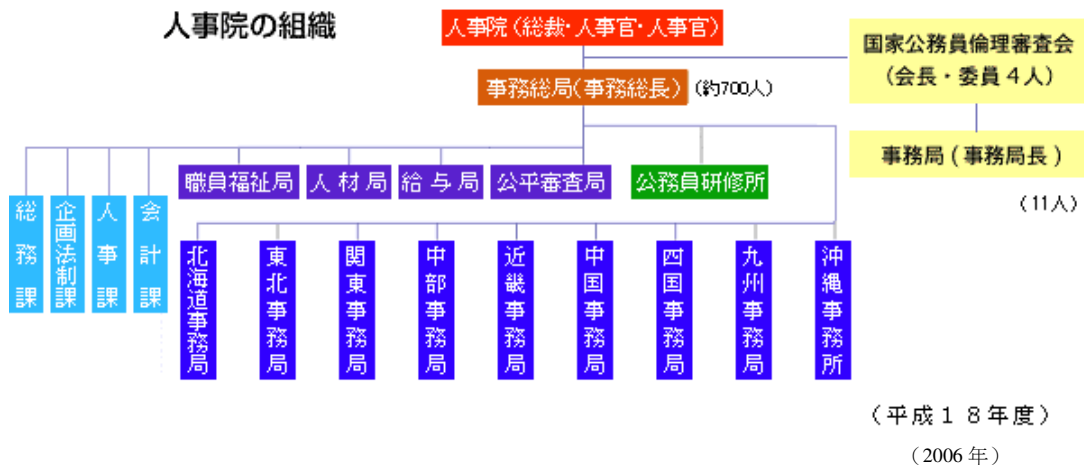 人事院の組織
人事院(総裁・人事官・人事官)
国家公務員倫理審査会
(会長・委員4人)
事務総局(事務総長)
(約700人)
事務局(事務局長)
(11人)
職員福祉局
人材局
給与局
公平審査局
公務員研修所
総務課
企画法制課
人事課
会計課
北海道事務局
東北事務局
関東事務局
中部事務局
近畿事務局
中国事務局
四国事務局
九州事務局
沖縄事務所
(平成18年度)
(2006年)